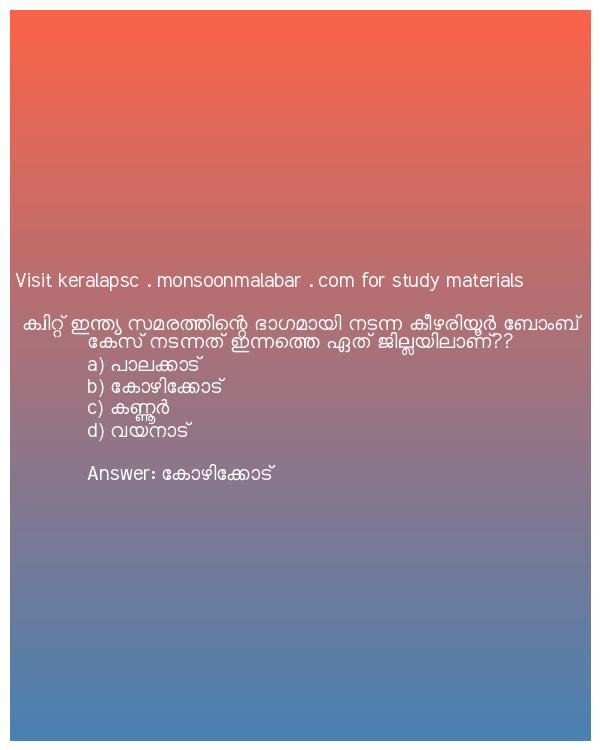 Visit keralapsc . monsoonmalabar . com for study materials
ക്വിറ്റ് ഇന്ത്യ സമരത്തിന്റെ ഭാഗമായി നടന്ന കീഴരിയൂർ ബോംബ്
കേസ് നടന്നത് ഇന്നത്തെ ഏത് ജില്ലയിലാണ്??
a) പാലക്കാട്
b) കോഴിക്കോട്
c) കണ്ണൂർ
d) വയനാട്
Answer: കോഴിക്കോട്